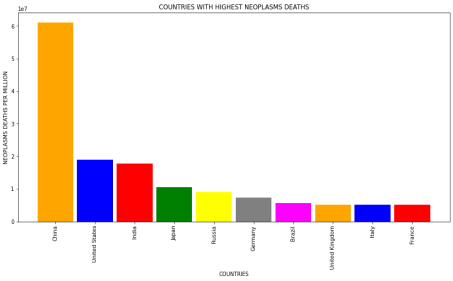 COUNTRIES WITH HIGHEST NEOPLASMS DEATHS
1e7
NEOPLASMS DEATHS PER MILLION
6
5
4
3
2
1
0
China
United States
India
Japan
Russia
Germany
Brazil
United Kingdom
Italy
France
COUNTRIES